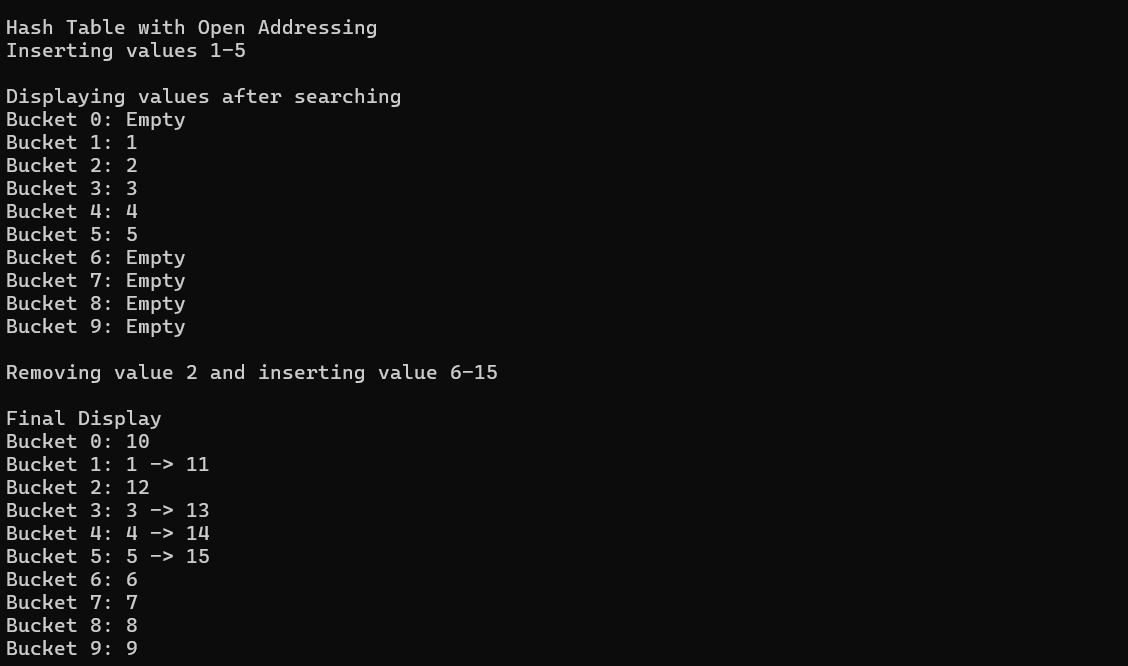 Hash Table with Open Addressing
Inserting values 1-5
Displaying values after searching
Bucket 0: Empty
Bucket 1: 1
Bucket 2: 2
Bucket 3: 3
Bucket 4: 4
Bucket 5: 5
Bucket 6: Empty
Bucket 7: Empty
Bucket 8: Empty
Bucket 9: Empty
Removing value 2 and inserting value 6-15
Final Display
Bucket 0: 10
Bucket 1: 1 -> 11
Bucket 2: 12
Bucket 3: 3 -> 13
Bucket 4: 4 -> 14
Bucket 5: 5 -> 15
Bucket 6: 6
Bucket 7: 7
Bucket 8: 8
Bucket 9: 9